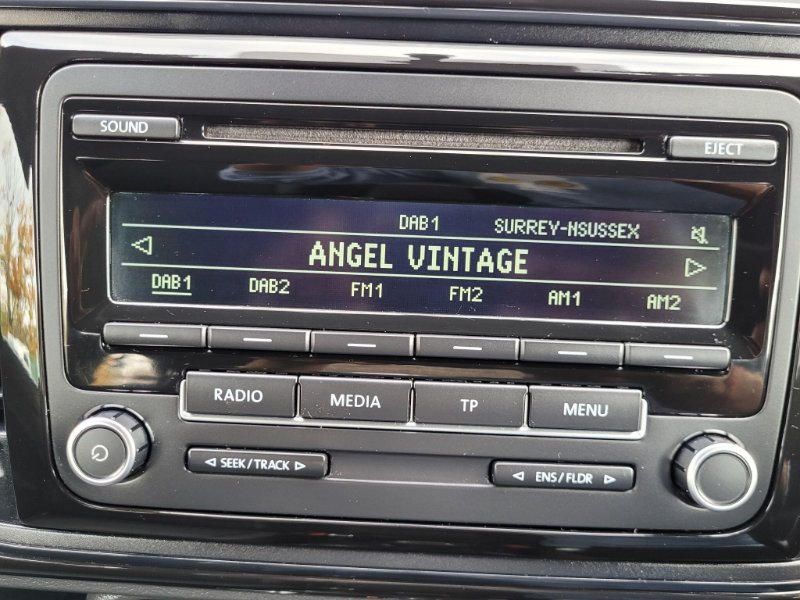 SOUND
EJECT
DAB1 SURREY-NSUSSEX
ANGEL VINTAGE
DAB1 DAB2 FM1 FM2 AM1 AM2
RADIO MEDIA TP MENU
SEEK/TRACK
ENS/FLDR